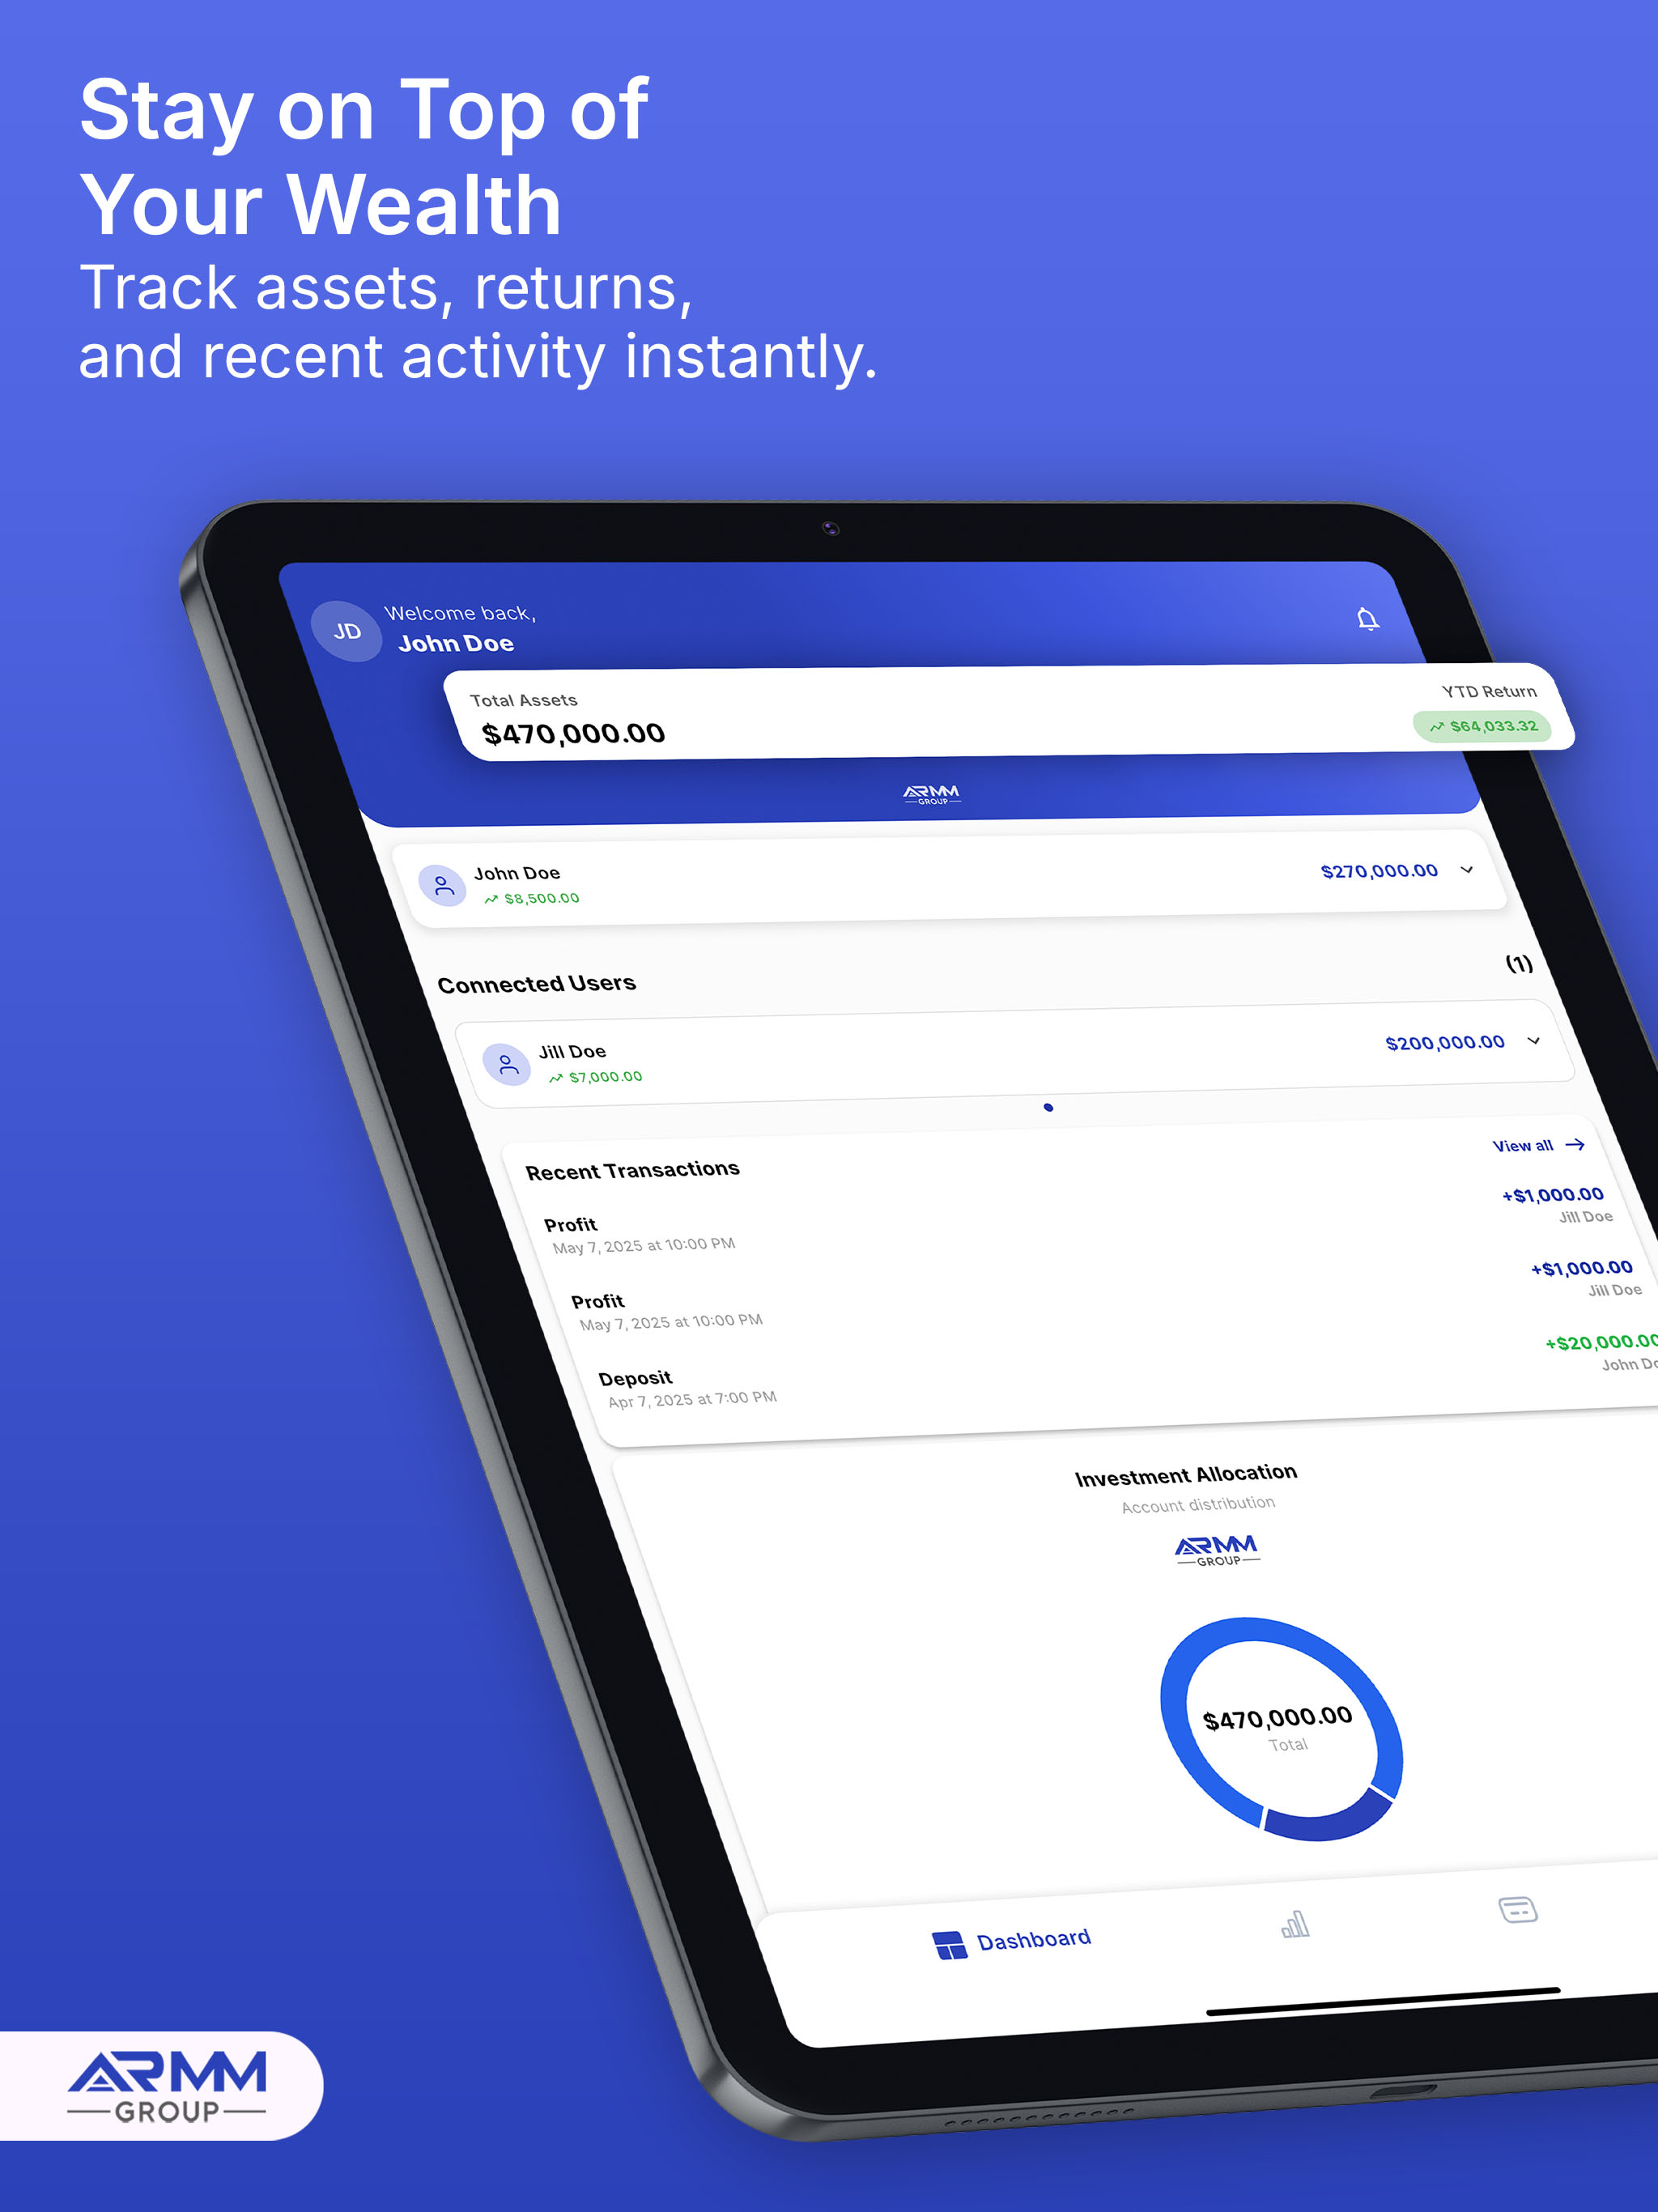 Stay on Top of
Your Wealth
Track assets, returns,
and recent activity instantly.
JD
Welcome back,
John Doe
Total Assets
$470,000.00
YTD Return
$64,033.32
ARMM
GROUP
John Doe
$8,500.00
$270,000.00
Connected Users
(1)
Jill Doe
$7,000.00
$200,000.00
Recent Transactions
View all
Profit
May 7, 2025 at 10:00 PM
+$1,000.00
Jill Doe
Profit
May 7, 2025 at 10:00 PM
+$1,000.00
Jill Doe
Deposit
Apr 7, 2025 at 7:00 PM
+$20,000.00
John Do
Investment Allocation
Account distribution
ARMM
GROUP
$470,000.00
Total
Dashboard
ARMM
GROUP